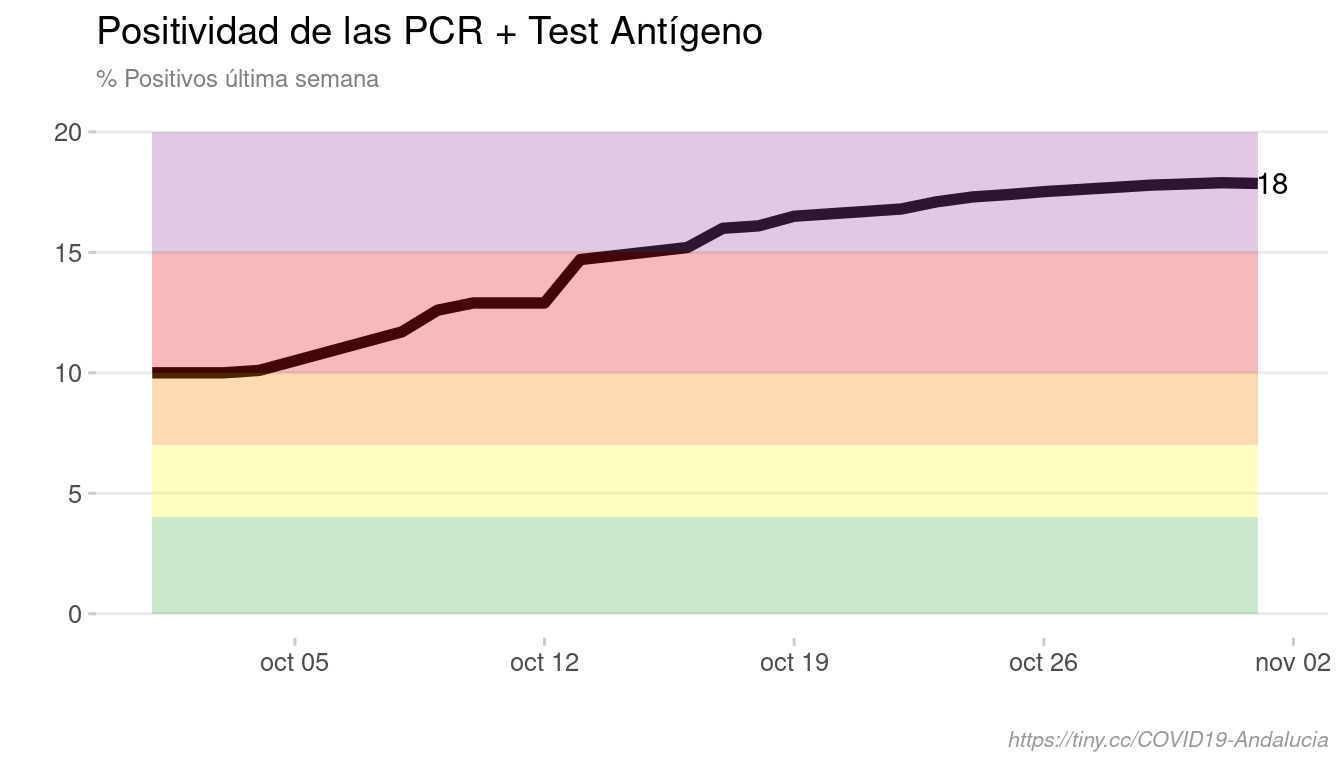 Positividad de las PCR + Test Antígeno
% Positivos última semana
20
18
15
10
5
0
oct 05 oct 12 oct 19 oct 26 nov 02
https://tiny.cc/COVID19-Andalucia